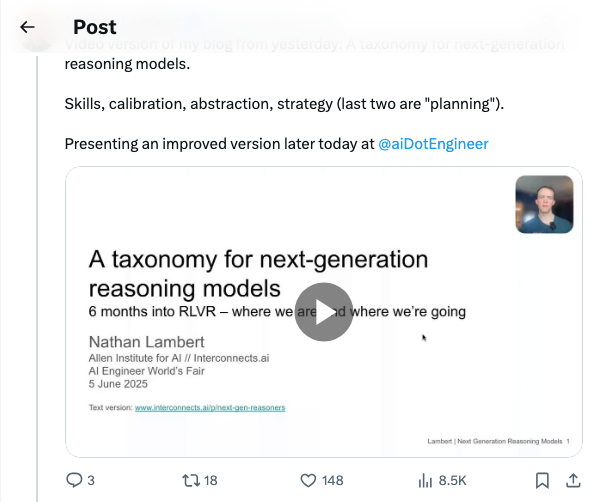 Post
Video version of my blog from yesterday: A taxonomy for next-generation
reasoning models.
Skills, calibration, abstraction, strategy (last two are "planning").
Presenting an improved version later today at @aiDotEngineer
A taxonomy for next-generation
reasoning models
6 months into RLVR – where we are and where we're going
Nathan Lambert
Allen Institute for AI // Interconnects.ai
AI Engineer World's Fair
5 June 2025
Text version: www.interconnects.ai/p/next-gen-reasoners
Lambert | Next Generation Reasoning Models 1
3 18 148 8.5K